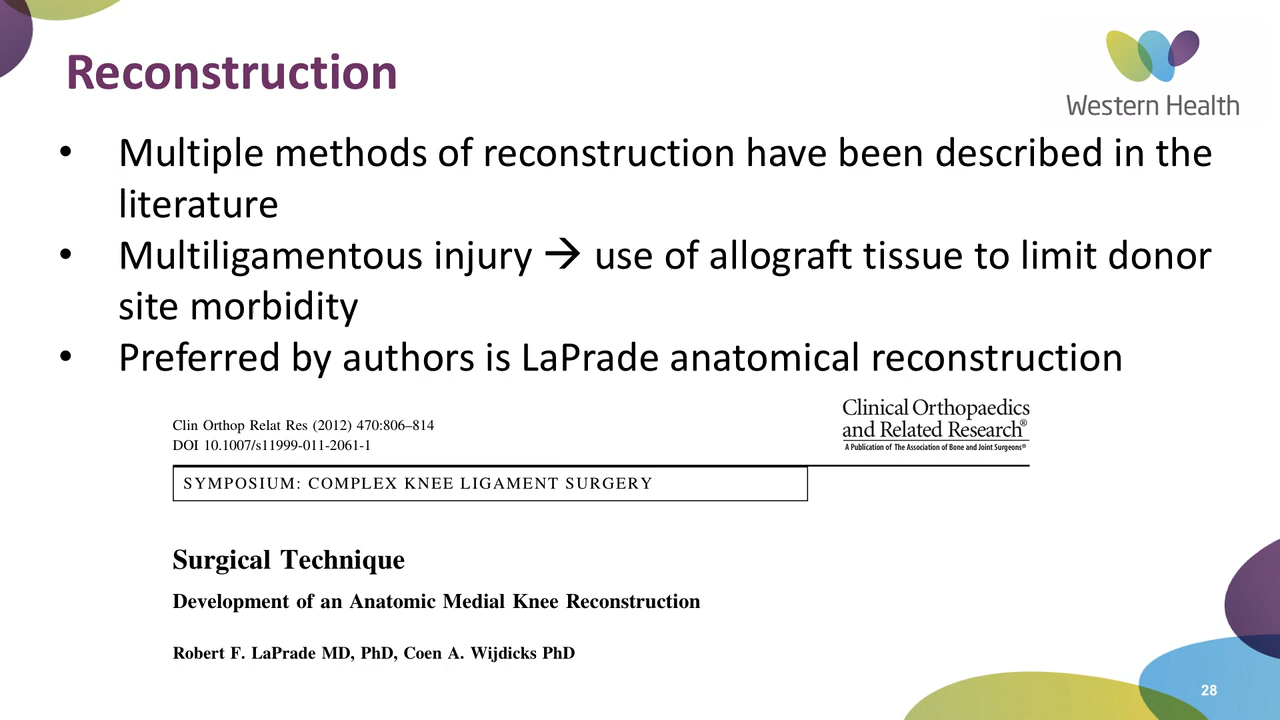 Reconstruction
Western Health
• Multiple methods of reconstruction have been described in the
literature
• Multiligamentous injury → use of allograft tissue to limit donor
site morbidity
• Preferred by authors is LaPrade anatomical reconstruction
Clin Orthop Relat Res (2012) 470:806–814
DOI 10.1007/s11999-011-2061-1
Clinical Orthopaedics
and Related Research®
A Publication of The Association of Bone and Joint Surgeons®
SYMPOSIUM: COMPLEX KNEE LIGAMENT SURGERY
Surgical Technique
Development of an Anatomic Medial Knee Reconstruction
Robert F. LaPrade MD, PhD, Coen A. Wijdicks PhD
28